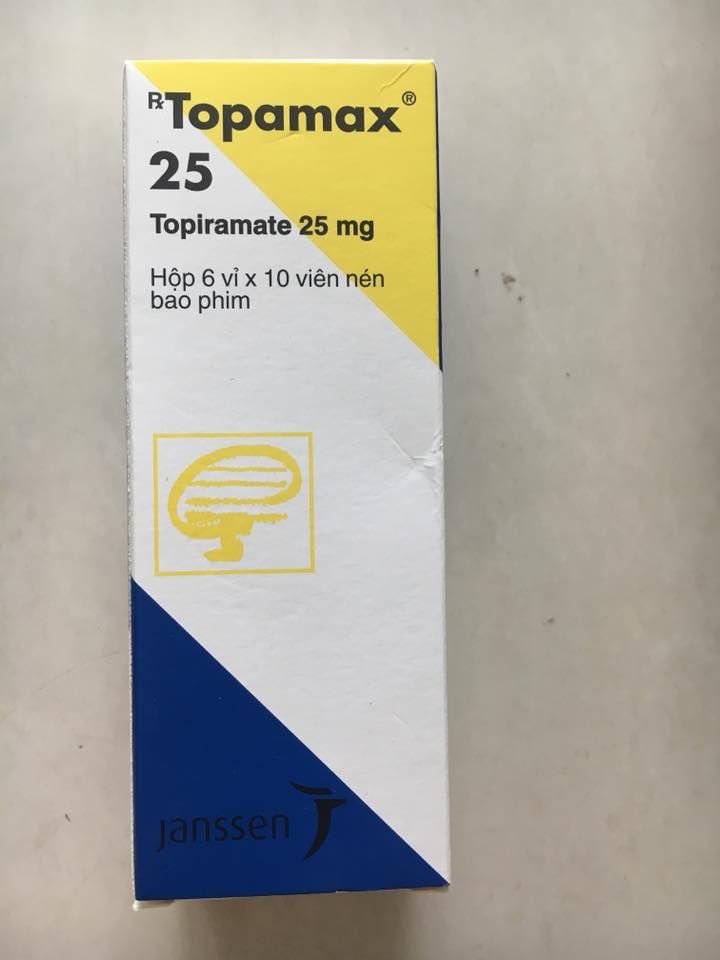 ℞Topamax®
25
Topiramate 25 mg
Hộp 6 vỉ x 10 viên nén
bao phim
janssen